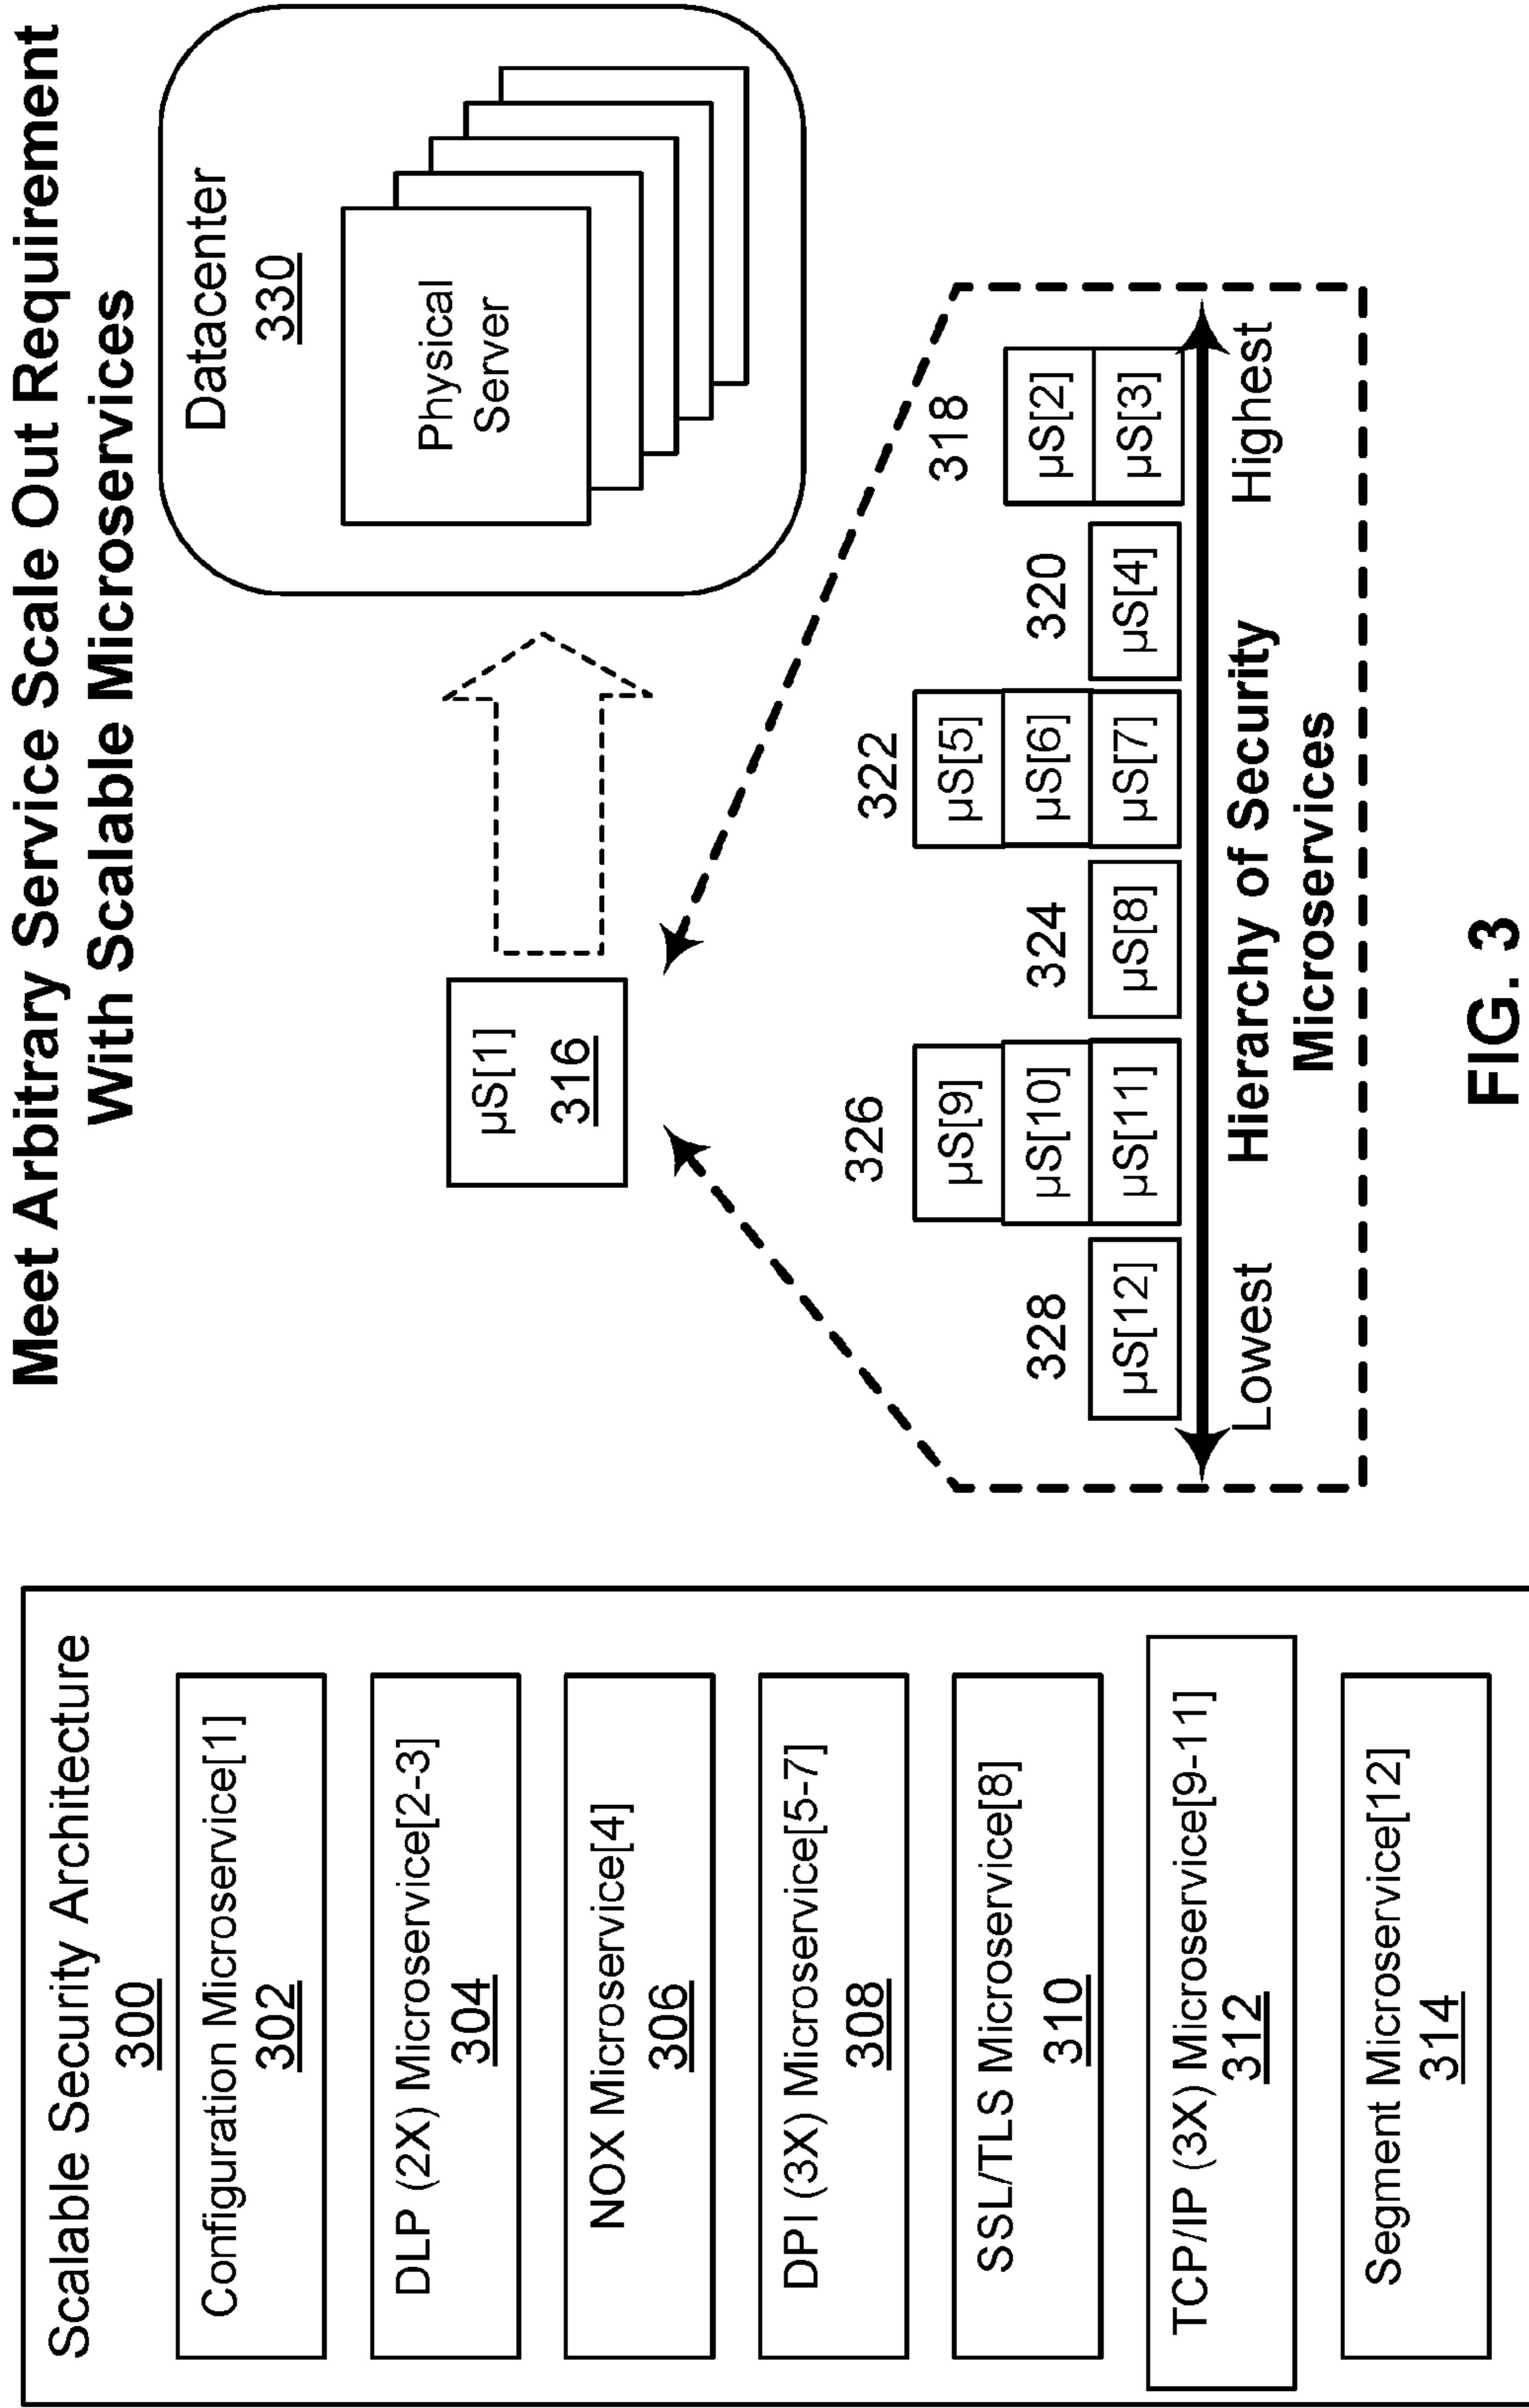 Meet Arbitrary Service Scale Out Requirement
With Scalable Microservices
Scalable Security Architecture
300
Configuration Microservice[1]
302
DLP (2X) Microservice[2-3]
304
NOX Microservice[4]
306
DPI (3X) Microservice[5-7]
308
SSL/TLS Microservice[8]
310
TCP/IP (3X) Microservice[9-11]
312
Segment Microservice[12]
314
µS[1]
316
Datacenter
330
Physical
Server
328
µS[12]
326
µS[9]
µS[10]
µS[11]
324
µS[8]
322
µS[5]
µS[6]
µS[7]
320
µS[4]
318
µS[2]
µS[3]
Lowest
Hierarchy of Security
Microservices
Highest
FIG. 3